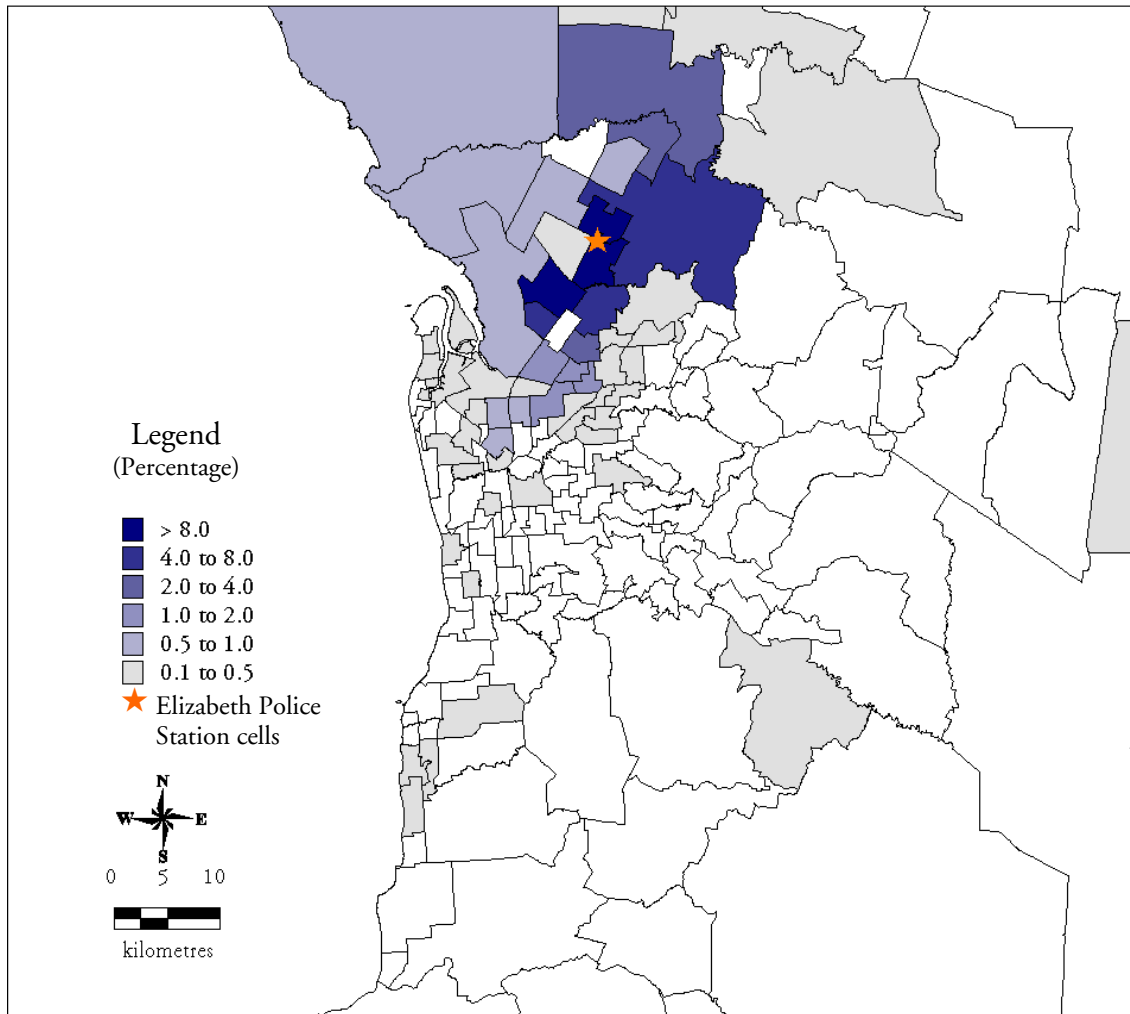 Legend
(Percentage)
> 8.0
4.0 to 8.0
2.0 to 4.0
1.0 to 2.0
0.5 to 1.0
0.1 to 0.5
Elizabeth Police
Station cells
N
W E
S
0 5 10
kilometres